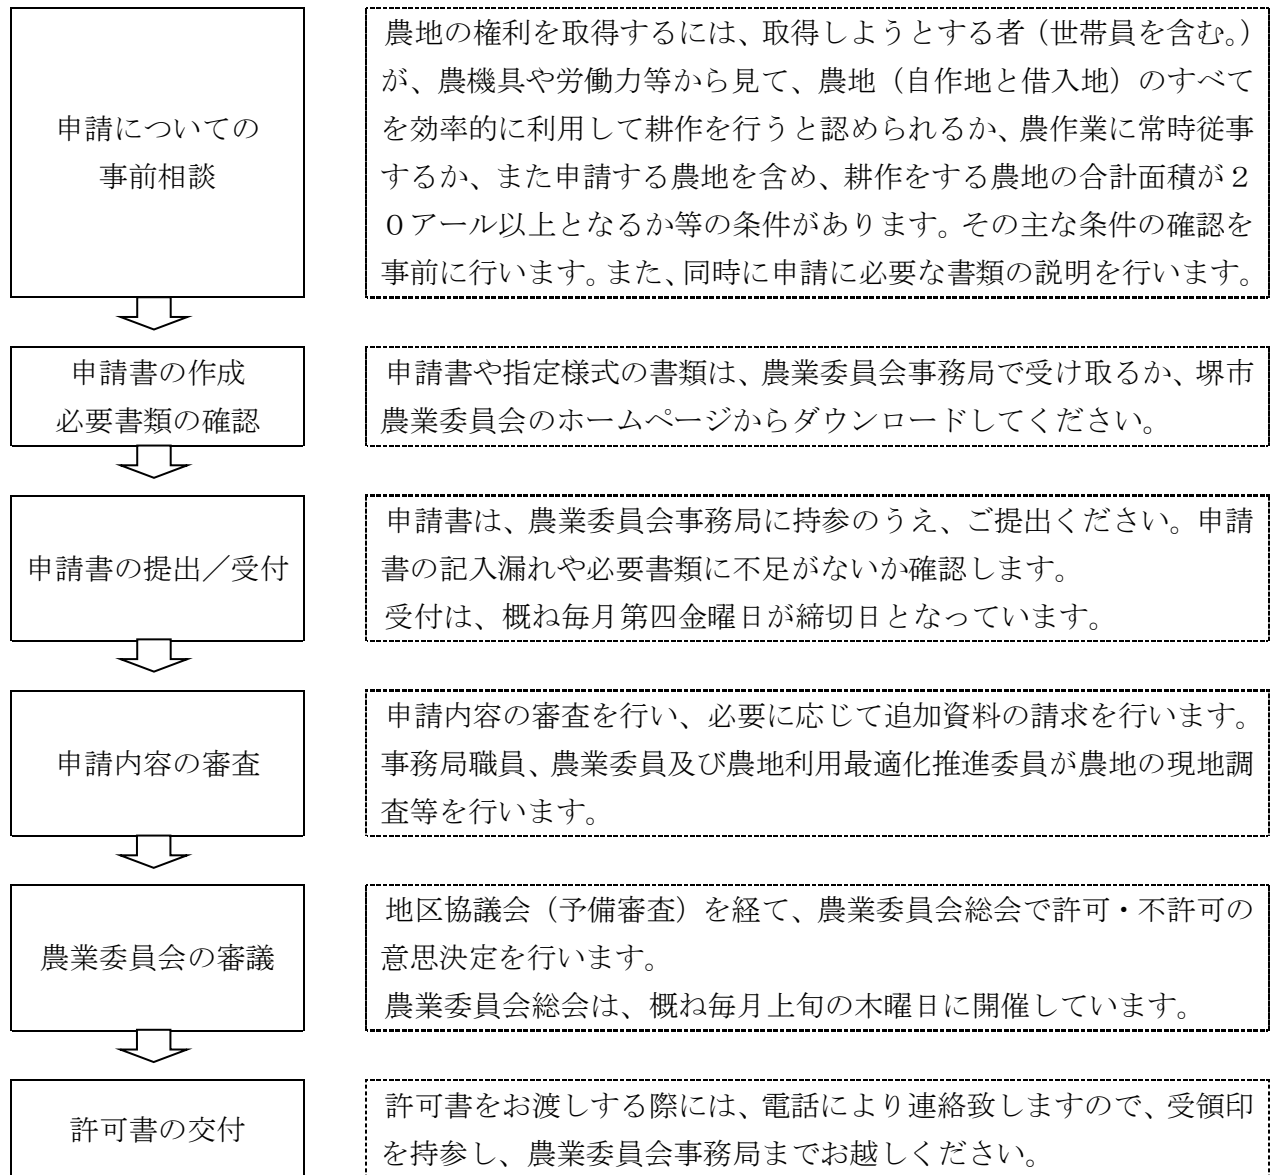 申請についての
事前相談
農地の権利を取得するには、取得しようとする者（世帯員を含む。）
が、農機具や労働力等から見て、農地（自作地と借入地）のすべて
を効率的に利用して耕作を行うと認められるか、農作業に常時従事
するか、また申請する農地を含め、耕作をする農地の合計面積が２
０アール以上となるか等の条件があります。その主な条件の確認を
事前に行います。また、同時に申請に必要な書類の説明を行います。
申請書の作成
必要書類の確認
申請書や指定様式の書類は、農業委員会事務局で受け取るか、堺市
農業委員会のホームページからダウンロードしてください。
申請書の提出／受付
申請書は、農業委員会事務局に持参のうえ、ご提出ください。申請
書の記入漏れや必要書類に不足がないか確認します。
受付は、概ね毎月第四金曜日が締切日となっています。
申請内容の審査
申請内容の審査を行い、必要に応じて追加資料の請求を行います。
事務局職員、農業委員及び農地利用最適化推進委員が農地の現地調
査等を行います。
農業委員会の審議
地区協議会（予備審査）を経て、農業委員会総会で許可・不許可の
意思決定を行います。
農業委員会総会は、概ね毎月上旬の木曜日に開催しています。
許可書の交付
許可書をお渡しする際には、電話により連絡致しますので、受領印
を持参し、農業委員会事務局までお越しください。